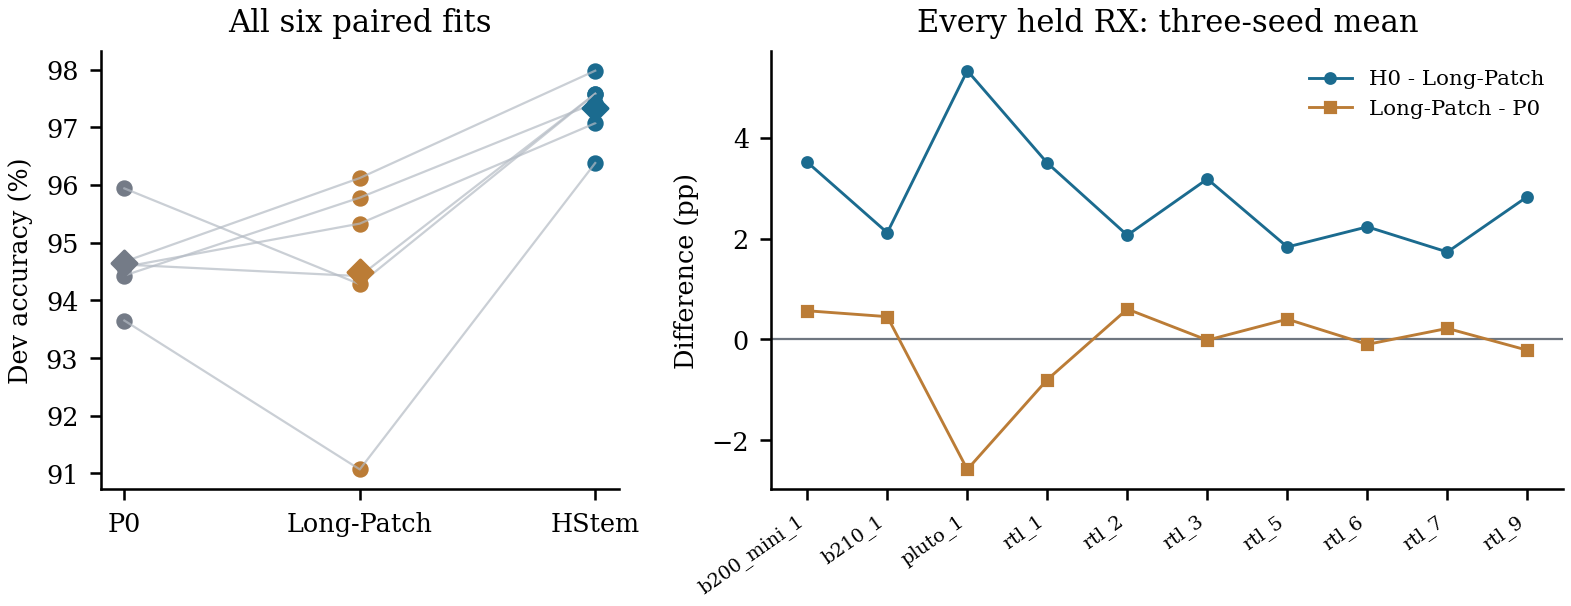 All six paired fits
Dev accuracy (%)
98
97
96
95
94
93
92
91
P0
Long-Patch
HStem
Every held RX: three-seed mean
H0 - Long-Patch
Long-Patch - P0
Difference (pp)
4
2
0
−2
b200_mini_1
b210_1
pluto_1
rtl_1
rtl_2
rtl_3
rtl_5
rtl_6
rtl_7
rtl_9